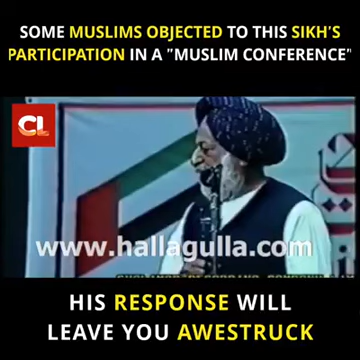 SOME MUSLIMS OBJECTED TO THIS SIKH'S
PARTICIPATION IN A "MUSLIM CONFERENCE"
CL
www.hallagulla.com
HIS RESPONSE WILL
LEAVE YOU AWESTRUCK